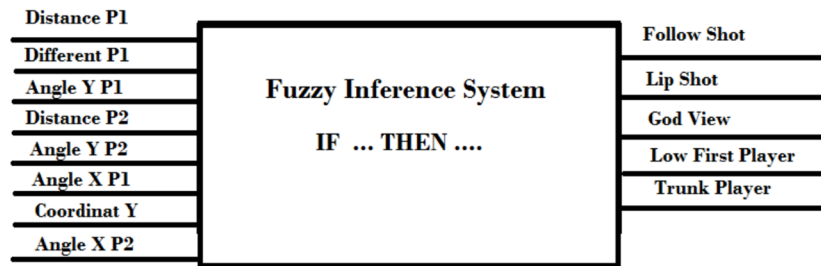 Distance P1
Different P1
Angle Y P1
Distance P2
Angle Y P2
Angle X P1
Coordinat Y
Angle X P2
Fuzzy Inference System
IF ... THEN ....
Follow Shot
Lip Shot
God View
Low First Player
Trunk Player